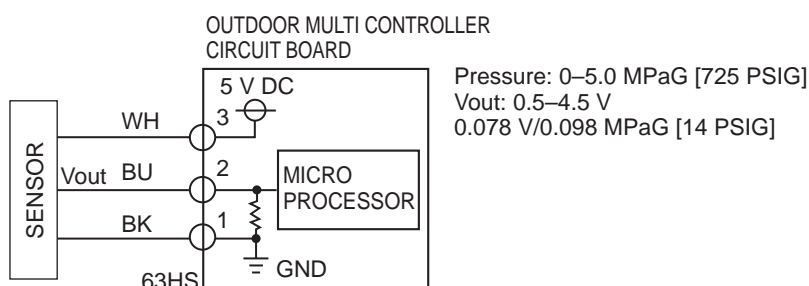 OUTDOOR MULTI CONTROLLER
CIRCUIT BOARD
Pressure: 0–5.0 MPaG [725 PSIG]
Vout: 0.5–4.5 V
0.078 V/0.098 MPaG [14 PSIG]
5 V DC
WH
3
SENSOR
Vout
BU
2
MICRO
PROCESSOR
BK
1
GND
63HS